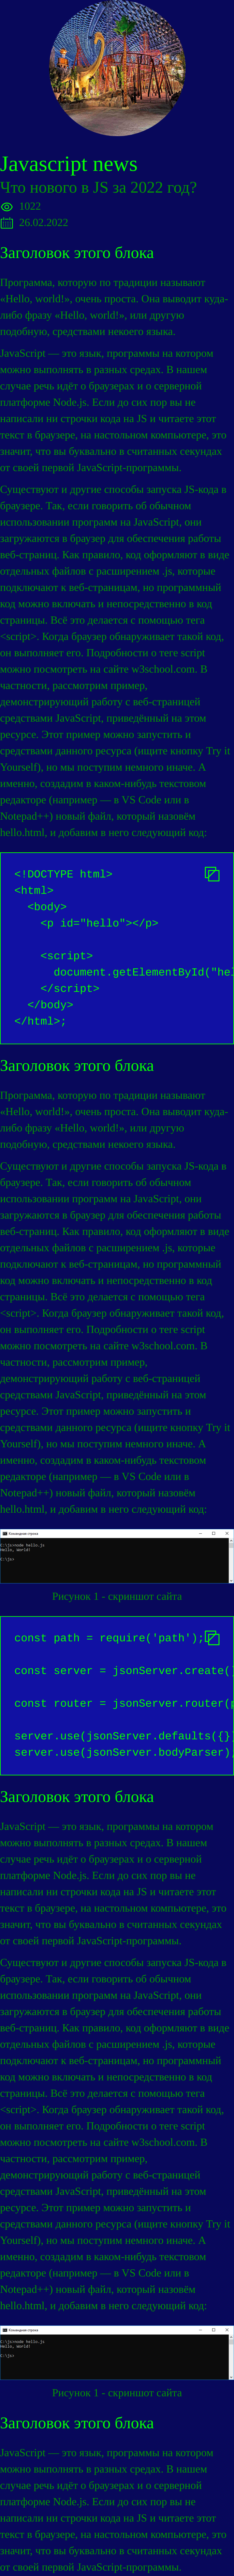 Javascript news
Что нового в JS за 2022 год?
1022
26.02.2022
Заголовок этого блока
Программа, которую по традиции называют
«Hello, world!», очень проста. Она выводит куда-
либо фразу «Hello, world!», или другую
подобную, средствами некоего языка.
JavaScript — это язык, программы на котором
можно выполнять в разных средах. В нашем
случае речь идёт о браузерах и о серверной
платформе Node.js. Если до сих пор вы не
написали ни строчки кода на JS и читаете этот
текст в браузере, на настольном компьютере, это
значит, что вы буквально в считанных секундах
от своей первой JavaScript-программы.
Существуют и другие способы запуска JS-кода в
браузере. Так, если говорить об обычном
использовании программ на JavaScript, они
загружаются в браузер для обеспечения работы
веб-страниц. Как правило, код оформляют в виде
отдельных файлов с расширением .js, которые
подключают к веб-страницам, но программный
код можно включать и непосредственно в код
страницы. Всё это делается с помощью тега
<script>. Когда браузер обнаруживает такой код,
он выполняет его. Подробности о теге script
можно посмотреть на сайте w3school.com. В
частности, рассмотрим пример,
демонстрирующий работу с веб-страницей
средствами JavaScript, приведённый на этом
ресурсе. Этот пример можно запустить и
средствами данного ресурса (ищите кнопку Try it
Yourself), но мы поступим немного иначе. А
именно, создадим в каком-нибудь текстовом
редакторе (например — в VS Code или в
Notepad++) новый файл, который назовём
hello.html, и добавим в него следующий код:
<!DOCTYPE html>
<html>
<body>
<p id="hello"></p>
<script>
document.getElementById("hel
</script>
</body>
</html>;
Заголовок этого блока
Программа, которую по традиции называют
«Hello, world!», очень проста. Она выводит куда-
либо фразу «Hello, world!», или другую
подобную, средствами некоего языка.
Существуют и другие способы запуска JS-кода в
браузере. Так, если говорить об обычном
использовании программ на JavaScript, они
загружаются в браузер для обеспечения работы
веб-страниц. Как правило, код оформляют в виде
отдельных файлов с расширением .js, которые
подключают к веб-страницам, но программный
код можно включать и непосредственно в код
страницы. Всё это делается с помощью тега
<script>. Когда браузер обнаруживает такой код,
он выполняет его. Подробности о теге script
можно посмотреть на сайте w3school.com. В
частности, рассмотрим пример,
демонстрирующий работу с веб-страницей
средствами JavaScript, приведённый на этом
ресурсе. Этот пример можно запустить и
средствами данного ресурса (ищите кнопку Try it
Yourself), но мы поступим немного иначе. А
именно, создадим в каком-нибудь текстовом
редакторе (например — в VS Code или в
Notepad++) новый файл, который назовём
hello.html, и добавим в него следующий код:
Командная строка
C:\js>node hello.js
Hello, World!
C:\js>
Рисунок 1 - скриншот сайта
const path = require('path');
const server = jsonServer.create(
const router = jsonServer.router(p
server.use(jsonServer.defaults({})
server.use(jsonServer.bodyParser);
Заголовок этого блока
JavaScript — это язык, программы на котором
можно выполнять в разных средах. В нашем
случае речь идёт о браузерах и о серверной
платформе Node.js. Если до сих пор вы не
написали ни строчки кода на JS и читаете этот
текст в браузере, на настольном компьютере, это
значит, что вы буквально в считанных секундах
от своей первой JavaScript-программы.
Существуют и другие способы запуска JS-кода в
браузере. Так, если говорить об обычном
использовании программ на JavaScript, они
загружаются в браузер для обеспечения работы
веб-страниц. Как правило, код оформляют в виде
отдельных файлов с расширением .js, которые
подключают к веб-страницам, но программный
код можно включать и непосредственно в код
страницы. Всё это делается с помощью тега
<script>. Когда браузер обнаруживает такой код,
он выполняет его. Подробности о теге script
можно посмотреть на сайте w3school.com. В
частности, рассмотрим пример,
демонстрирующий работу с веб-страницей
средствами JavaScript, приведённый на этом
ресурсе. Этот пример можно запустить и
средствами данного ресурса (ищите кнопку Try it
Yourself), но мы поступим немного иначе. А
именно, создадим в каком-нибудь текстовом
редакторе (например — в VS Code или в
Notepad++) новый файл, который назовём
hello.html, и добавим в него следующий код:
Командная строка
C:\js>node hello.js
Hello, World!
C:\js>
Рисунок 1 - скриншот сайта
Заголовок этого блока
JavaScript — это язык, программы на котором
можно выполнять в разных средах. В нашем
случае речь идёт о браузерах и о серверной
платформе Node.js. Если до сих пор вы не
написали ни строчки кода на JS и читаете этот
текст в браузере, на настольном компьютере, это
значит, что вы буквально в считанных секундах
от своей первой JavaScript-программы.